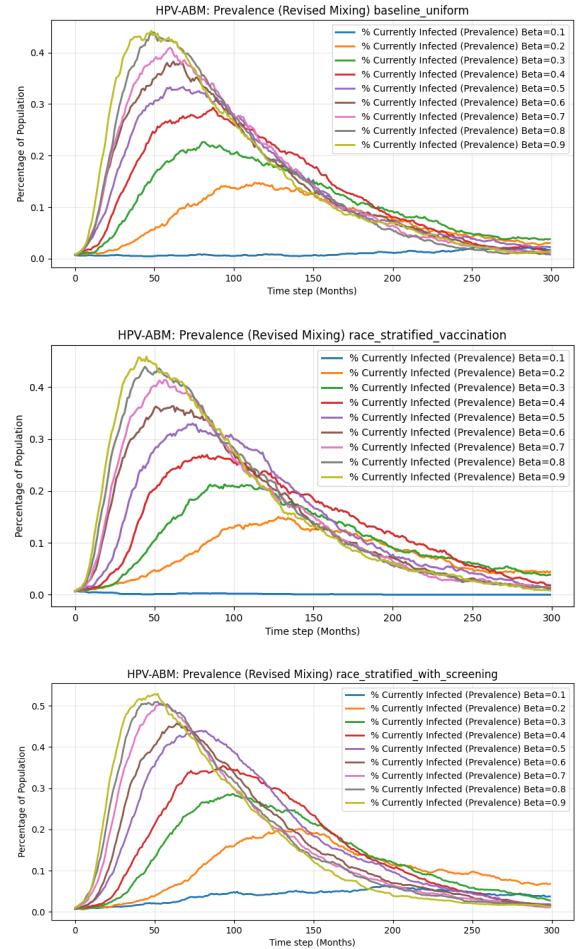 HPV-ABM: Prevalence (Revised Mixing) baseline_uniform
Percentage of Population
0.4
0.3
0.2
0.1
0.0
% Currently Infected (Prevalence) Beta=0.1
% Currently Infected (Prevalence) Beta=0.2
% Currently Infected (Prevalence) Beta=0.3
% Currently Infected (Prevalence) Beta=0.4
% Currently Infected (Prevalence) Beta=0.5
% Currently Infected (Prevalence) Beta=0.6
% Currently Infected (Prevalence) Beta=0.7
% Currently Infected (Prevalence) Beta=0.8
% Currently Infected (Prevalence) Beta=0.9
0 50 100 150 200 250 300
Time step (Months)
HPV-ABM: Prevalence (Revised Mixing) race_stratified_vaccination
Percentage of Population
0.4
0.3
0.2
0.1
0.0
% Currently Infected (Prevalence) Beta=0.1
% Currently Infected (Prevalence) Beta=0.2
% Currently Infected (Prevalence) Beta=0.3
% Currently Infected (Prevalence) Beta=0.4
% Currently Infected (Prevalence) Beta=0.5
% Currently Infected (Prevalence) Beta=0.6
% Currently Infected (Prevalence) Beta=0.7
% Currently Infected (Prevalence) Beta=0.8
% Currently Infected (Prevalence) Beta=0.9
0 50 100 150 200 250 300
Time step (Months)
HPV-ABM: Prevalence (Revised Mixing) race_stratified_with_screening
Percentage of Population
0.5
0.4
0.3
0.2
0.1
0.0
% Currently Infected (Prevalence) Beta=0.1
% Currently Infected (Prevalence) Beta=0.2
% Currently Infected (Prevalence) Beta=0.3
% Currently Infected (Prevalence) Beta=0.4
% Currently Infected (Prevalence) Beta=0.5
% Currently Infected (Prevalence) Beta=0.6
% Currently Infected (Prevalence) Beta=0.7
% Currently Infected (Prevalence) Beta=0.8
% Currently Infected (Prevalence) Beta=0.9
0 50 100 150 200 250 300
Time step (Months)